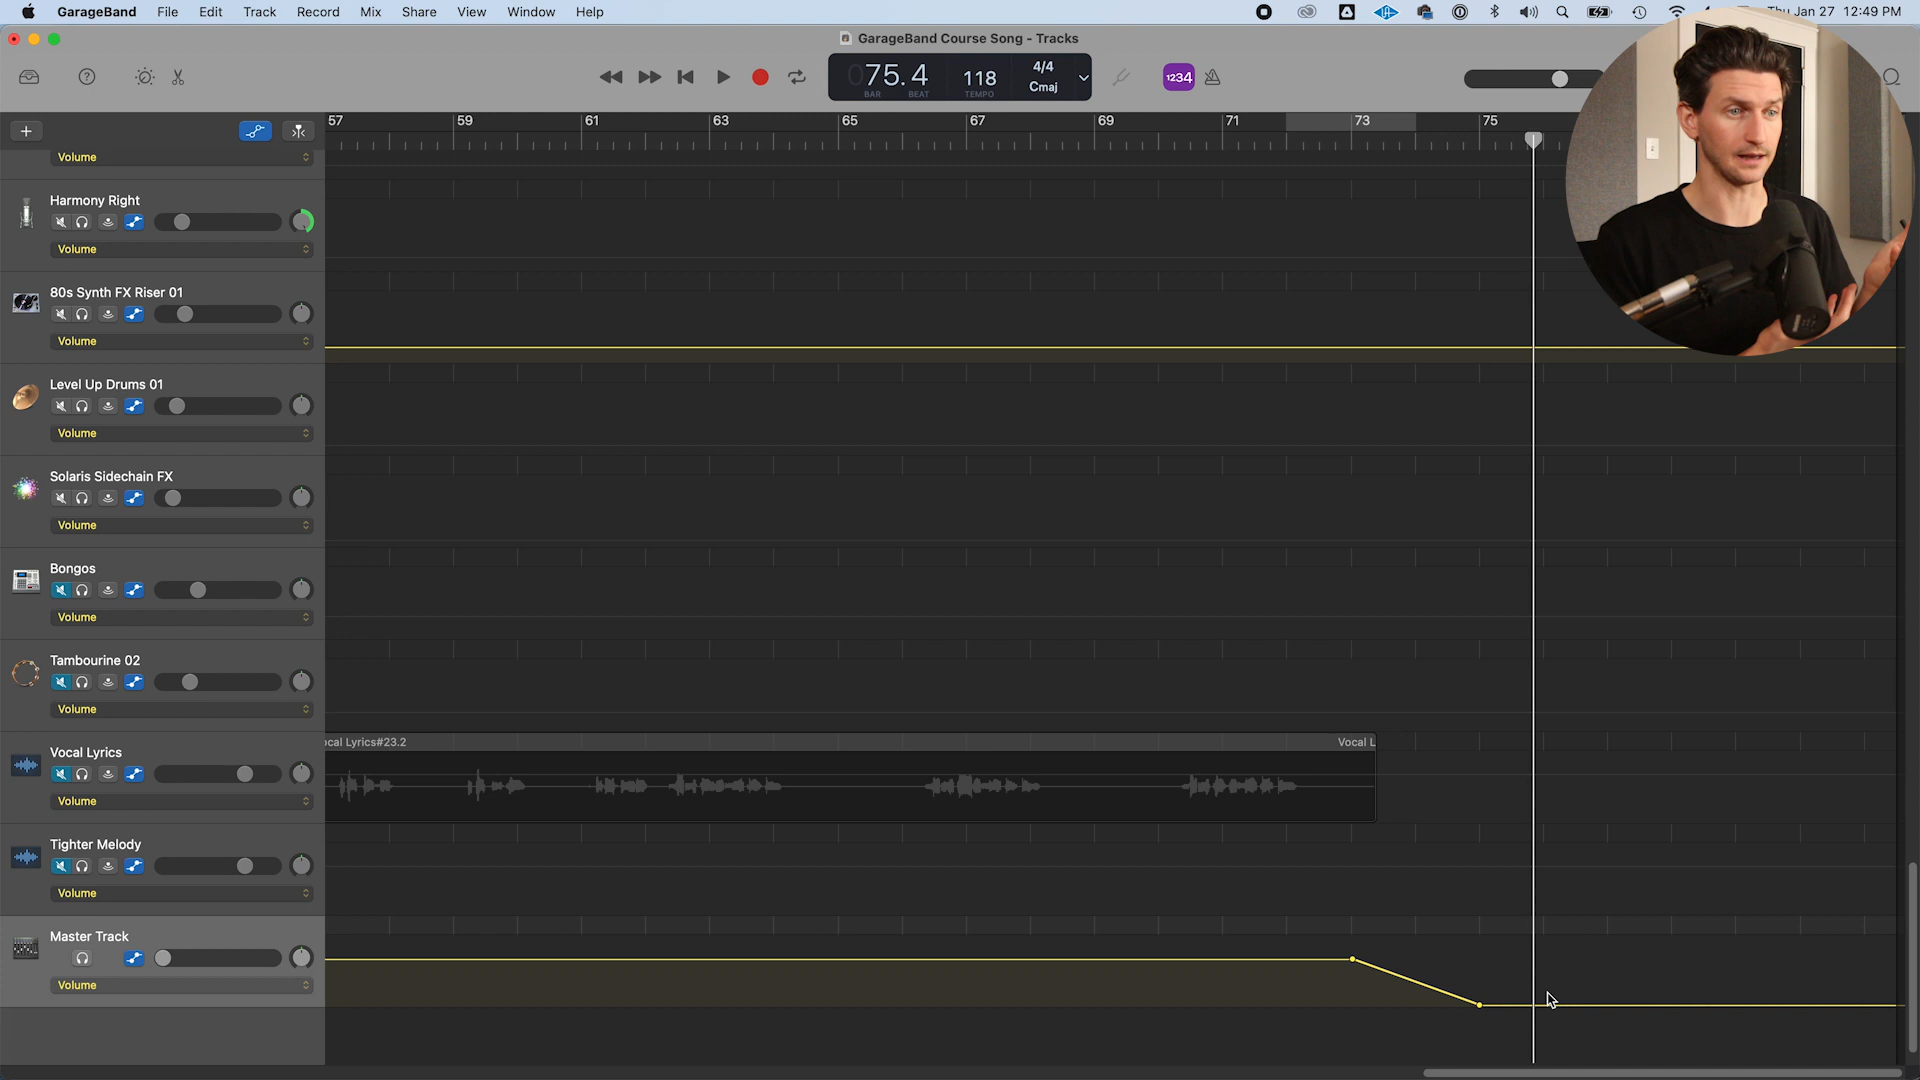 GarageBand File Edit Track Record Mix Share View Window Help
Thu Jan 27 12:49 PM
GarageBand Course Song - Tracks
075.4 118 4/4 Cmaj
BAR BEAT TEMPO
1234
57 59 61 63 65 67 69 71 73 75
Volume
Harmony Right
Volume
80s Synth FX Riser 01
Volume
Level Up Drums 01
Volume
Solaris Sidechain FX
Volume
Bongos
Volume
Tambourine 02
Volume
Vocal Lyrics
ocal Lyrics#23.2
Vocal L
Volume
Tighter Melody
Volume
Master Track
Volume